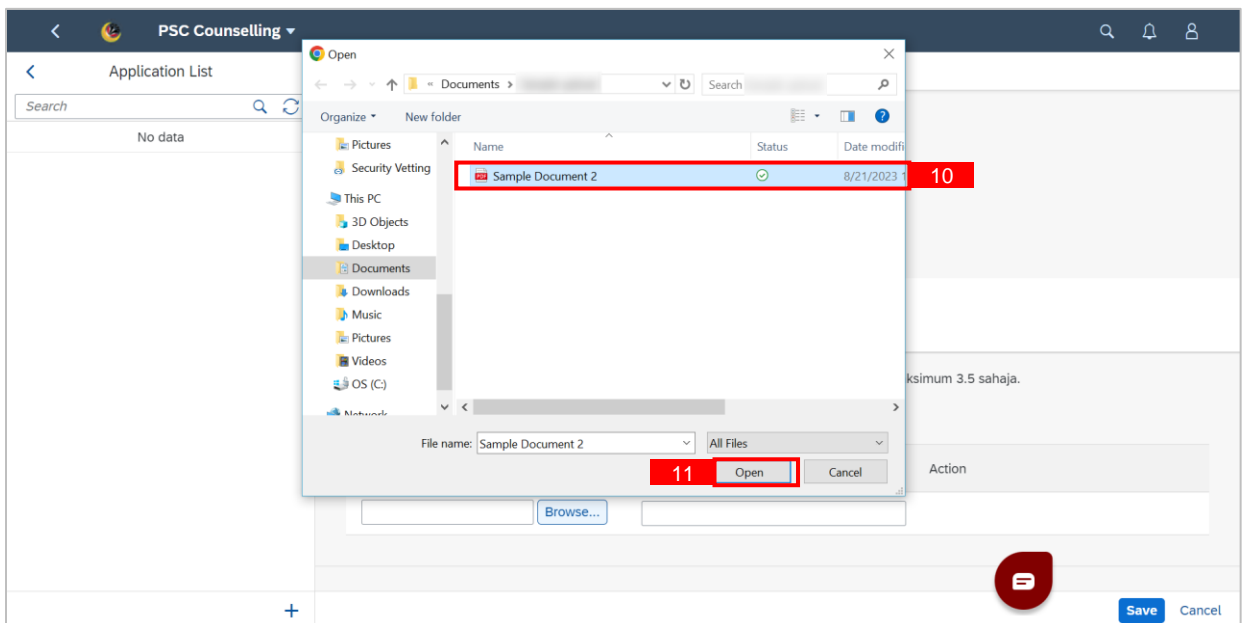 PSC Counselling
Application List
Search
No data
Open
« Documents >
Search
Organize
New folder
Pictures
Security Vetting
This PC
3D Objects
Desktop
Documents
Downloads
Music
Pictures
Videos
OS (C:)
Network
Name Status Date modifi
Sample Document 2 8/21/2023 1
10
ksimum 3.5 sahaja.
File name: Sample Document 2 All Files
11 Open Cancel
Action
Browse...
+ Save Cancel